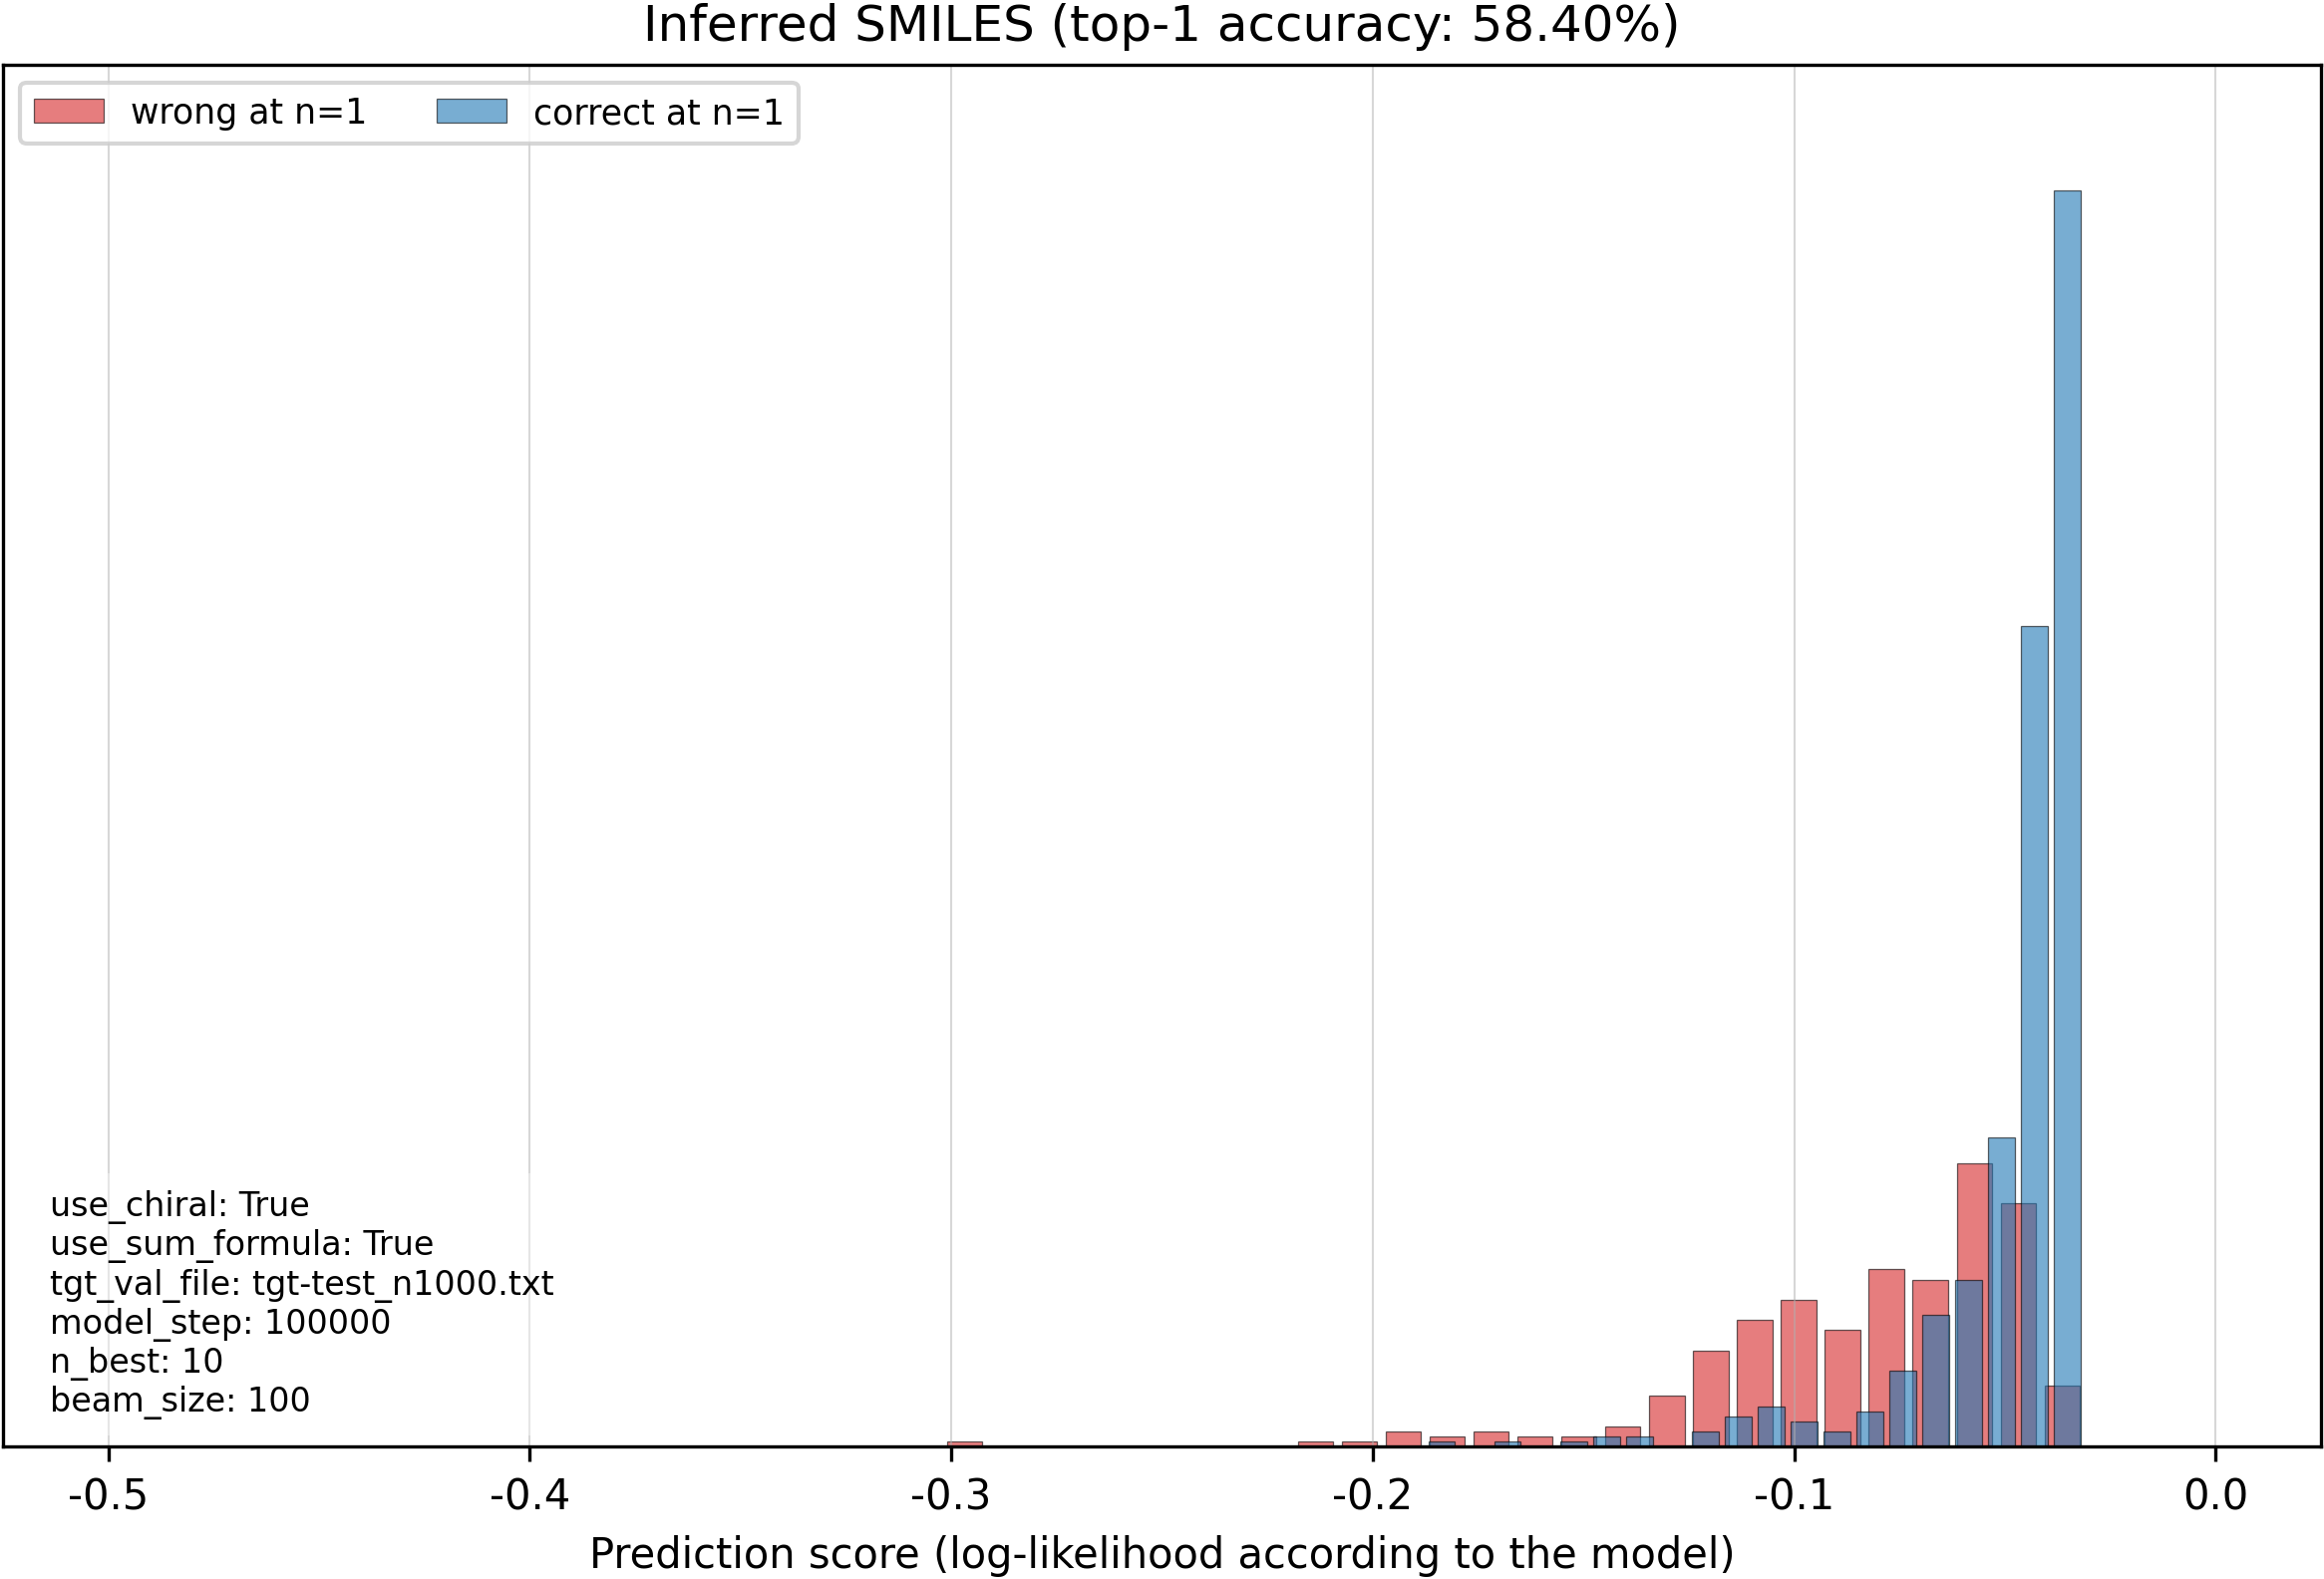 Inferred SMILES (top-1 accuracy: 58.40%)
wrong at n=1 correct at n=1
use_chiral: True
use_sum_formula: True
tgt_val_file: tgt-test_n1000.txt
model_step: 100000
n_best: 10
beam_size: 100
-0.5 -0.4 -0.3 -0.2 -0.1 0.0
Prediction score (log-likelihood according to the model)